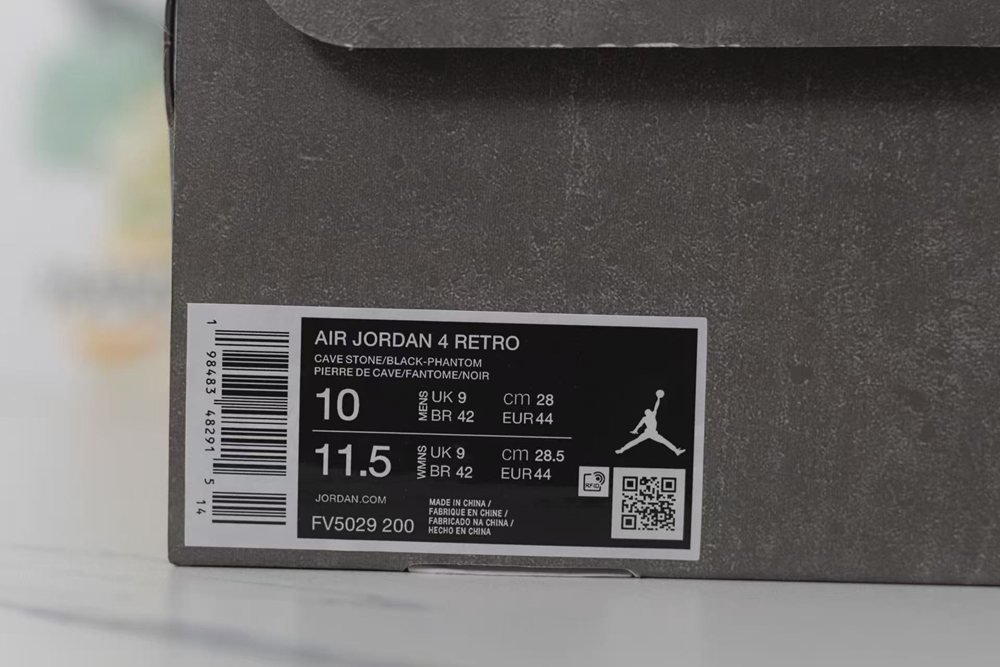 1 98483 48291 5 14
AIR JORDAN 4 RETRO
CAVE STONE/BLACK-PHANTOM
PIERRE DE CAVE/FANTOME/NOIR
10 MENS UK 9 cm 28
BR 42 EUR 44
11.5 WMNS UK 9 cm 28.5
BR 42 EUR 44
RFID
JORDAN.COM
FV5029 200
MADE IN CHINA /
FABRIQUE EN CHINE /
FABRICADO NA CHINA /
HECHO EN CHINA